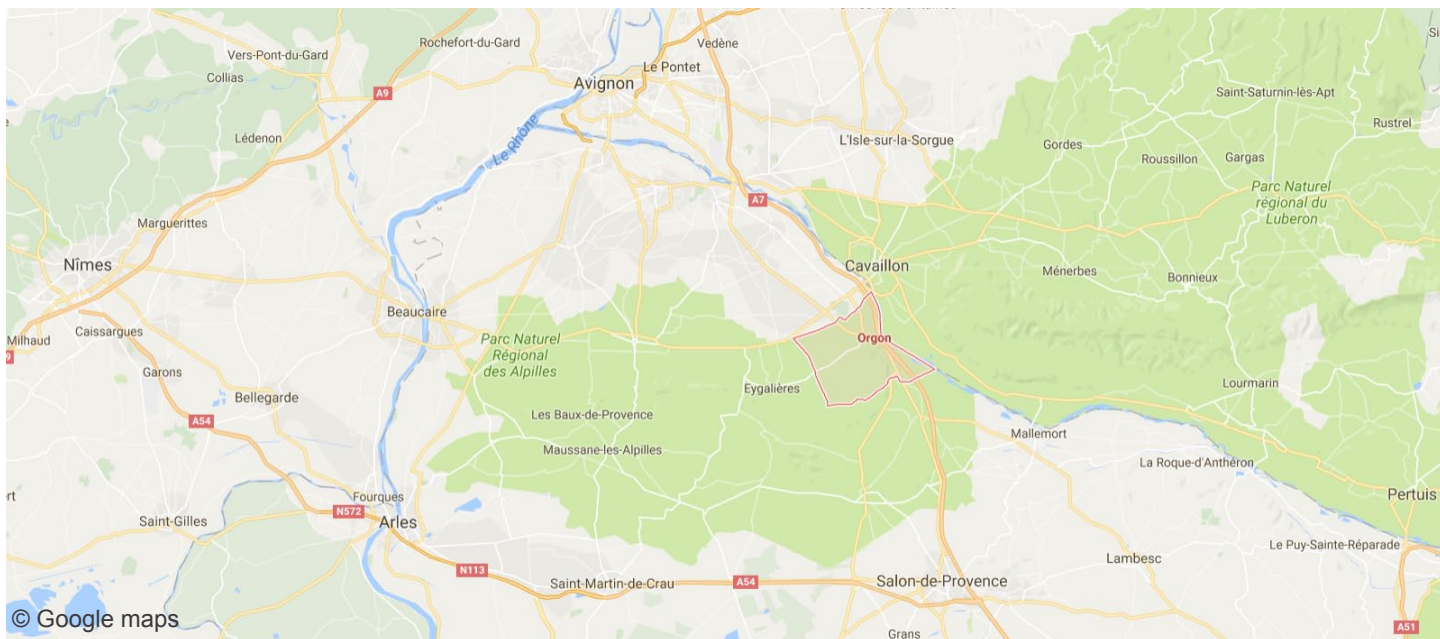 Vers-Pont-du-Gard
Rochefort-du-Gard
Vedène
Le Pontet
Collias
Avignon
A9
Saint-Saturnin-lès-Apt
Rustrel
Lédenon
Le Rhône
L'Isle-sur-la-Sorgue
Gordes
Roussillon
Gargas
Parc Naturel
régional du
Luberon
A7
Marguerittes
Nîmes
Cavaillon
Ménerbes
Bonnieux
Beaucaire
Milhaud
Caissargues
Parc Naturel
Régional
des Alpilles
Orgon
Garons
Eygalières
Lourmarin
Bellegarde
A54
Les Baux-de-Provence
Maussane-les-Alpilles
Mallemort
La Roque-d'Anthéron
Fourques
N572
Saint-Gilles
Arles
Pertuis
Le Puy-Sainte-Réparade
Lambesc
N113
Saint-Martin-de-Crau
A54
Salon-de-Provence
© Google maps
Grans
A51